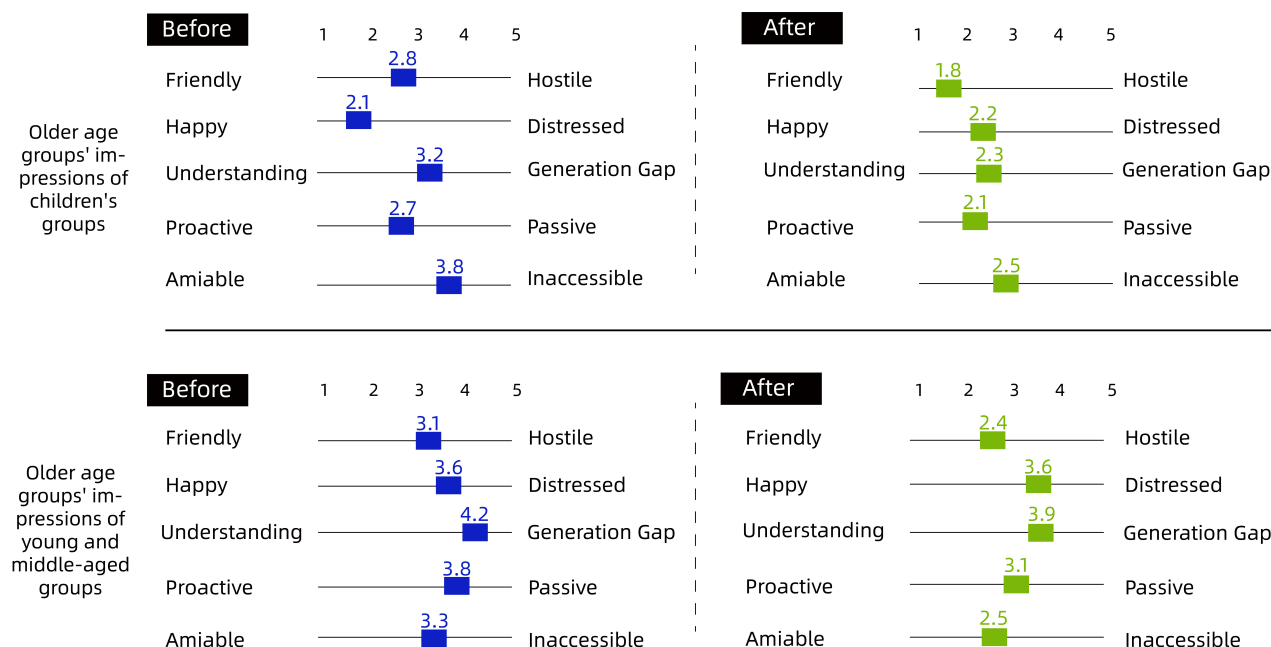 Before
1 2 3 4 5
After
1 2 3 4 5
Older age
groups' im-
pressions of
children's
groups
Friendly 2.8 Hostile
Happy 2.1 Distressed
Understanding 3.2 Generation Gap
Proactive 2.7 Passive
Amiable 3.8 Inaccessible
Friendly 1.8 Hostile
Happy 2.2 Distressed
Understanding 2.3 Generation Gap
Proactive 2.1 Passive
Amiable 2.5 Inaccessible
Before
1 2 3 4 5
After
1 2 3 4 5
Older age
groups' im-
pressions of
young and
middle-aged
groups
Friendly 3.1 Hostile
Happy 3.6 Distressed
Understanding 4.2 Generation Gap
Proactive 3.8 Passive
Amiable 3.3 Inaccessible
Friendly 2.4 Hostile
Happy 3.6 Distressed
Understanding 3.9 Generation Gap
Proactive 3.1 Passive
Amiable 2.5 Inaccessible